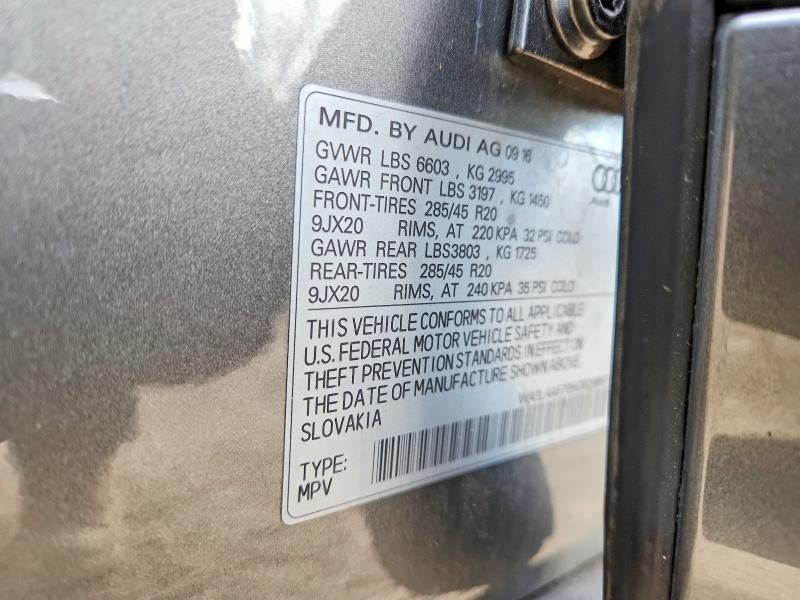 MFD. BY AUDI AG 09 16
GVWR LBS 6603 , KG 2995
GAWR FRONT LBS 3197 , KG 1450
FRONT-TIRES 285/45 R20
9JX20 RIMS, AT 220 KPA 32 PSI COLD
GAWR REAR LBS3803 , KG 1725
REAR-TIRES 285/45 R20
9JX20 RIMS, AT 240 KPA 35 PSI COLD
Audi
THIS VEHICLE CONFORMS TO ALL APPLICABLE
U.S. FEDERAL MOTOR VEHICLE SAFETY AND
THEFT PREVENTION STANDARDS IN EFFECT ON
THE DATE OF MANUFACTURE SHOWN ABOVE.
SLOVAKIA
TYPE:
MPV